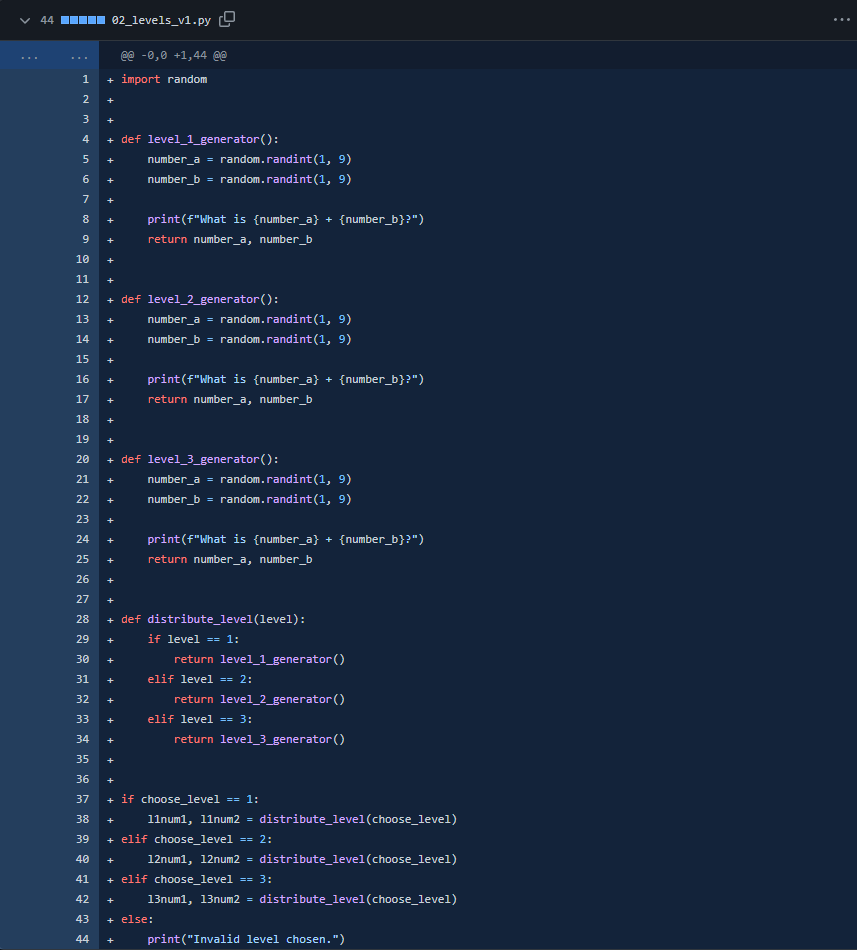 44 02_levels_v1.py ...
... ... @@ -0,0 +1,44 @@
1 + import random
2 +
3 +
4 + def level_1_generator():
5 +     number_a = random.randint(1, 9)
6 +     number_b = random.randint(1, 9)
7 +
8 +     print(f"What is {number_a} + {number_b}?")
9 +     return number_a, number_b
10 +
11 +
12 + def level_2_generator():
13 +     number_a = random.randint(1, 9)
14 +     number_b = random.randint(1, 9)
15 +
16 +     print(f"What is {number_a} + {number_b}?")
17 +     return number_a, number_b
18 +
19 +
20 + def level_3_generator():
21 +     number_a = random.randint(1, 9)
22 +     number_b = random.randint(1, 9)
23 +
24 +     print(f"What is {number_a} + {number_b}?")
25 +     return number_a, number_b
26 +
27 +
28 + def distribute_level(level):
29 +     if level == 1:
30 +         return level_1_generator()
31 +     elif level == 2:
32 +         return level_2_generator()
33 +     elif level == 3:
34 +         return level_3_generator()
35 +
36 +
37 + if choose_level == 1:
38 +     l1num1, l1num2 = distribute_level(choose_level)
39 + elif choose_level == 2:
40 +     l2num1, l2num2 = distribute_level(choose_level)
41 + elif choose_level == 3:
42 +     l3num1, l3num2 = distribute_level(choose_level)
43 + else:
44 +     print("Invalid level chosen.")